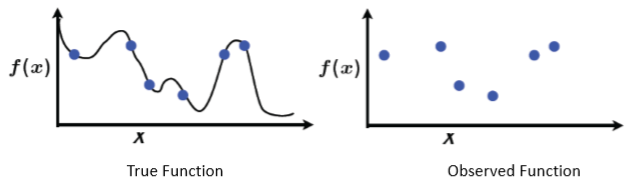 f(x)
X
True Function
f(x)
X
Observed Function